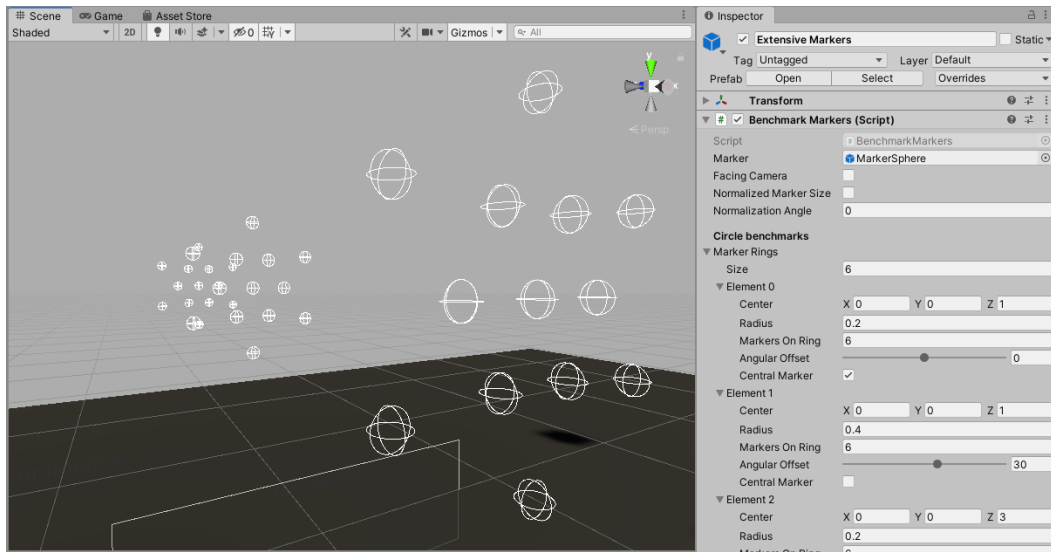 Scene Game Asset Store
Shaded 2D 0 Gizmos All
y
x
Persp
Inspector
Extensive Markers Static
Tag Untagged Layer Default
Prefab Open Select Overrides
Transform
# Benchmark Markers (Script)
Script # BenchmarkMarkers
Marker MarkerSphere
Facing Camera
Normalized Marker Size
Normalization Angle 0
Circle benchmarks
Marker Rings
Size 6
Element 0
Center X 0 Y 0 Z 1
Radius 0.2
Markers On Ring 6
Angular Offset 0
Central Marker
Element 1
Center X 0 Y 0 Z 1
Radius 0.4
Markers On Ring 6
Angular Offset 30
Central Marker
Element 2
Center X 0 Y 0 Z 3
Radius 0.2
Markers On Ring 6